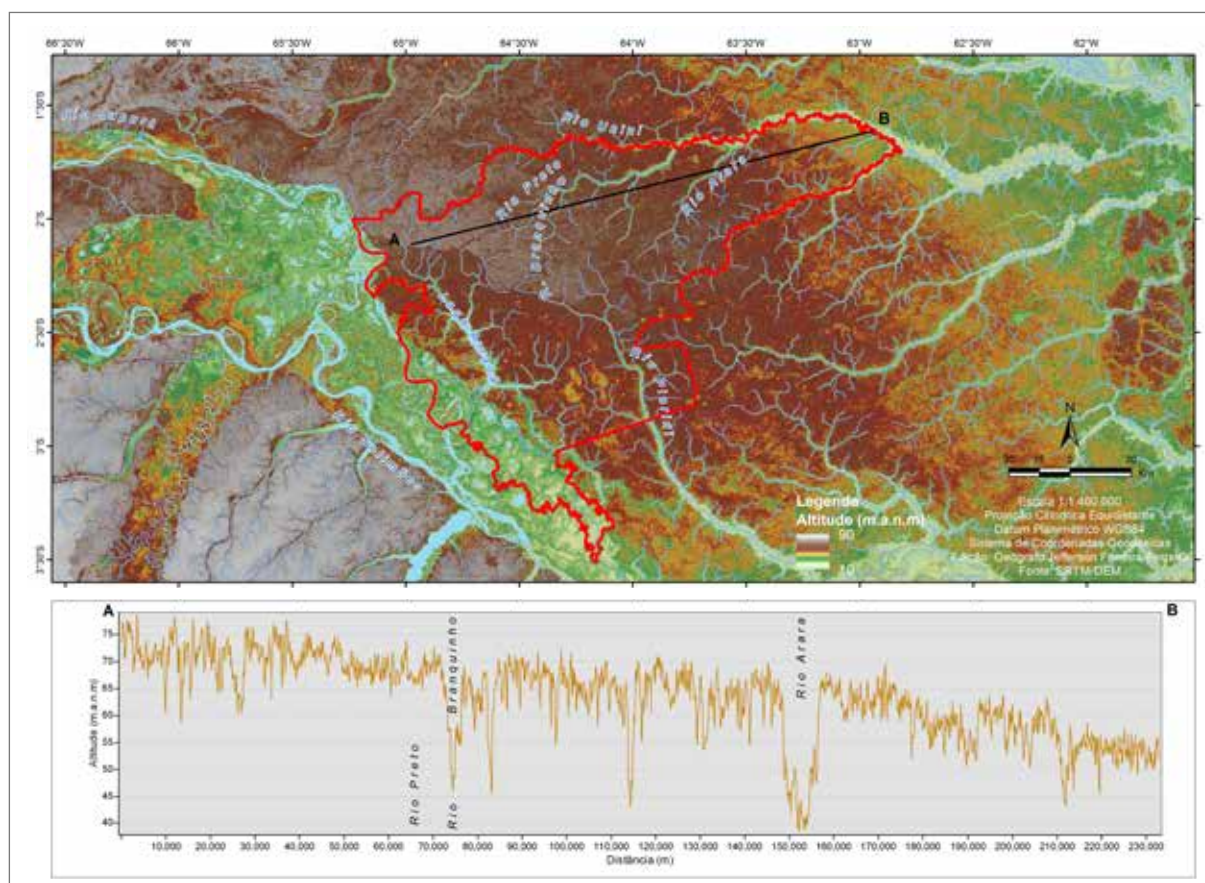 66°30'W 66°W 65°30'W 65°W 64°30'W 64°W 63°30'W 63°W 62°30'W 62°W
1°30'S
2°S
2°30'S
3°S
3°30'S
Rio Unini
B
Rio Preto
Branquinho
Rio Arara
A
N
Legenda
Altitude (m.a.n.m)
90
10
Escala 1:1.400.000
Projeção Cilíndrica Equidistante
Datum Planimétrico WGS84
Sistema de Coordenadas Geodésicas
Fonte: SRTM-DEM
A
B
Altitude (m.a.n.m)
75
70
65
60
55
50
45
40
Rio Preto
Rio Branquinho
Rio Arara
0 10.000 20.000 30.000 40.000 50.000 60.000 70.000 80.000 90.000 100.000 110.000 120.000 130.000 140.000 150.000 160.000 170.000 180.000 190.000 200.000 210.000 220.000 230.000
Distância (m)